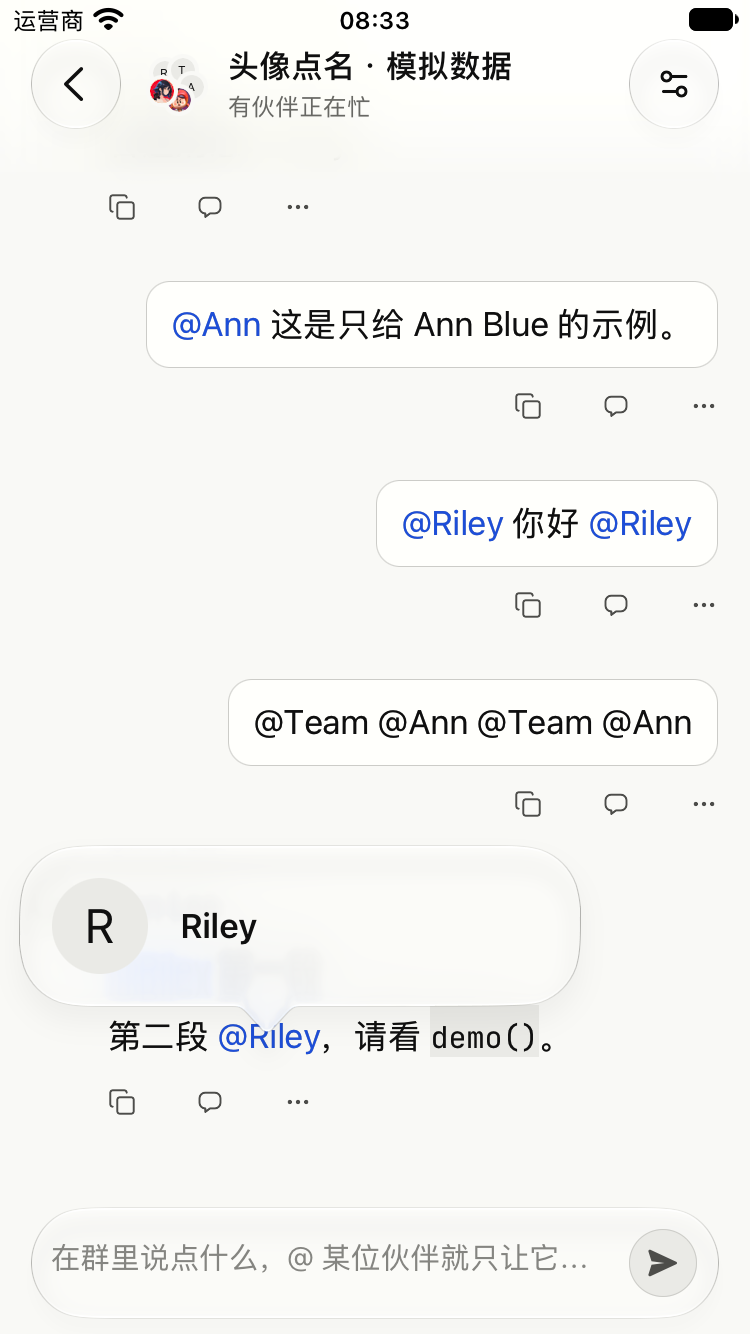 运营商 08:33
R T A
头像点名 · 模拟数据
有伙伴正在忙
@Ann 这是只给 Ann Blue 的示例。
@Riley 你好 @Riley
@Team @Ann @Team @Ann
R Riley
第二段 @Riley，请看 demo()。
在群里说点什么，@ 某位伙伴就只让它…